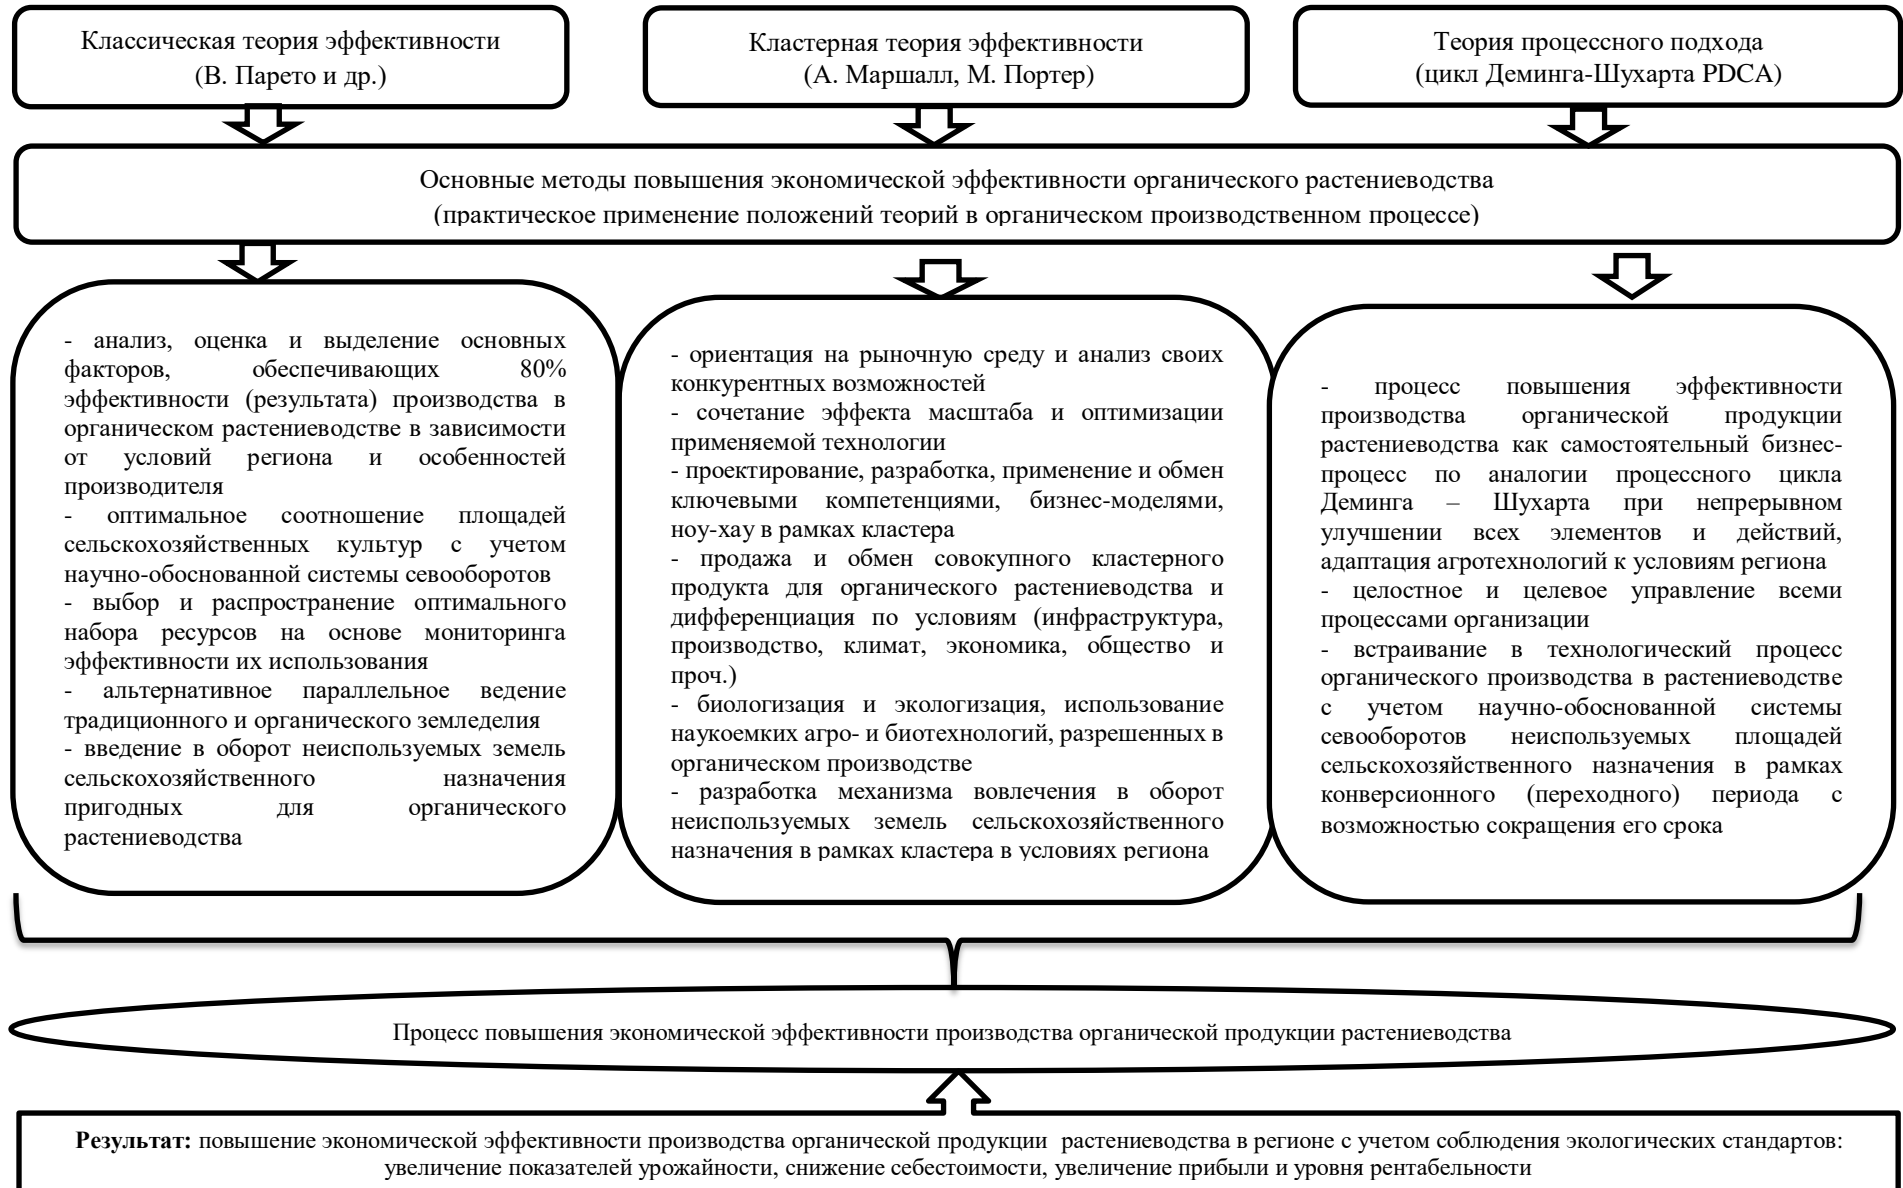 Классическая теория эффективности
(В. Парето и др.)
Кластерная теория эффективности
(А. Маршалл, М. Портер)
Теория процессного подхода
(цикл Деминга-Шухарта PDCA)
Основные методы повышения экономической эффективности органического растениеводства
(практическое применение положений теорий в органическом производственном процессе)
- анализ, оценка и выделение основных
факторов, обеспечивающих 80%
эффективности (результата) производства в
органическом растениеводстве в зависимости
от условий региона и особенностей
производителя
- оптимальное соотношение площадей
сельскохозяйственных культур с учетом
научно-обоснованной системы севооборотов
- выбор и распространение оптимального
набора ресурсов на основе мониторинга
эффективности их использования
- альтернативное параллельное ведение
традиционного и органического земледелия
- введение в оборот неиспользуемых земель
сельскохозяйственного назначения
пригодных для органического
растениеводства
- ориентация на рыночную среду и анализ своих
конкурентных возможностей
- сочетание эффекта масштаба и оптимизации
применяемой технологии
- проектирование, разработка, применение и обмен
ключевыми компетенциями, бизнес-моделями,
ноу-хау в рамках кластера
- продажа и обмен совокупного кластерного
продукта для органического растениеводства и
дифференциация по условиям (инфраструктура,
производство, климат, экономика, общество и
проч.)
- биологизация и экологизация, использование
наукоемких агро- и биотехнологий, разрешенных в
органическом производстве
- разработка механизма вовлечения в оборот
неиспользуемых земель сельскохозяйственного
назначения в рамках кластера в условиях региона
- процесс повышения эффективности
производства органической продукции
растениеводства как самостоятельный бизнес-
процесс по аналогии процессного цикла
Деминга – Шухарта при непрерывном
улучшении всех элементов и действий,
адаптация агротехнологий к условиям региона
- целостное и целевое управление всеми
процессами организации
- встраивание в технологический процесс
органического производства в растениеводстве
с учетом научно-обоснованной системы
севооборотов неиспользуемых площадей
сельскохозяйственного назначения в рамках
конверсионного (переходного) периода с
возможностью сокращения его срока
Процесс повышения экономической эффективности производства органической продукции растениеводства
Результат: повышение экономической эффективности производства органической продукции растениеводства в регионе с учетом соблюдения экологических стандартов:
увеличение показателей урожайности, снижение себестоимости, увеличение прибыли и уровня рентабельности